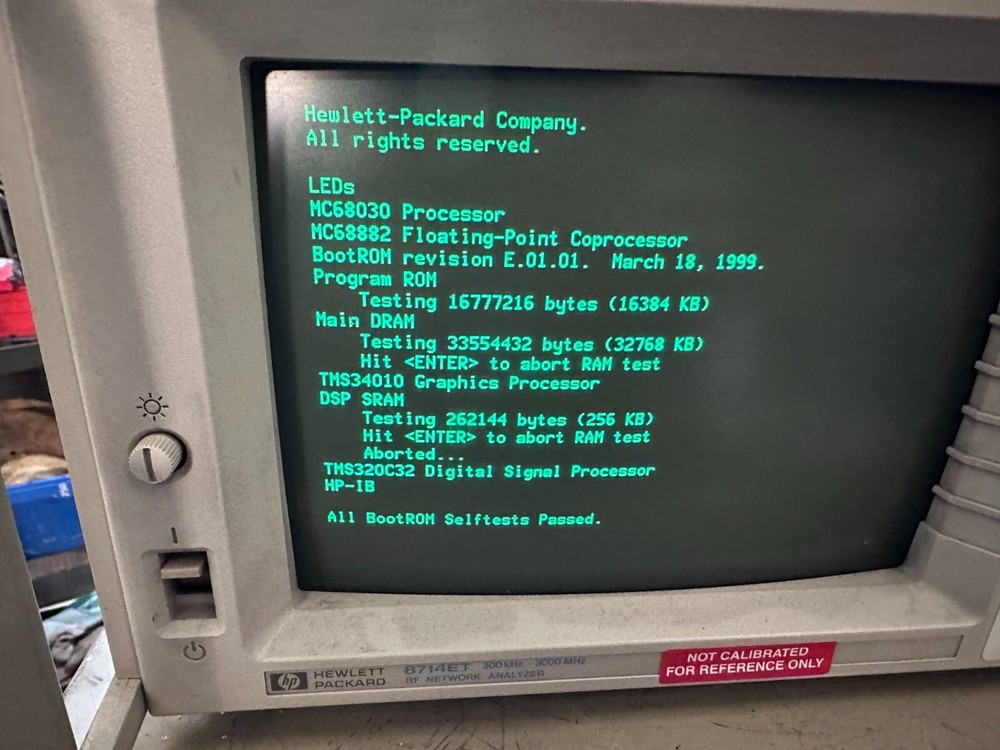 Hewlett-Packard Company.
All rights reserved.
LEDs
MC68030 Processor
MC68882 Floating-Point Coprocessor
BootROM revision E.01.01.  March 18, 1999.
Program ROM
Testing 16777216 bytes (16384 KB)
Main DRAM
Testing 33554432 bytes (32768 KB)
Hit <ENTER> to abort RAM test
TMS34010 Graphics Processor
DSP SRAM
Testing 262144 bytes (256 KB)
Hit <ENTER> to abort RAM test
Aborted...
TMS320C32 Digital Signal Processor
HP-IB
All BootROM Selftests Passed.
hp HEWLETT
PACKARD
8714ET 300 kHz - 3000 MHz
RF NETWORK ANALYZER
NOT CALIBRATED
FOR REFERENCE ONLY